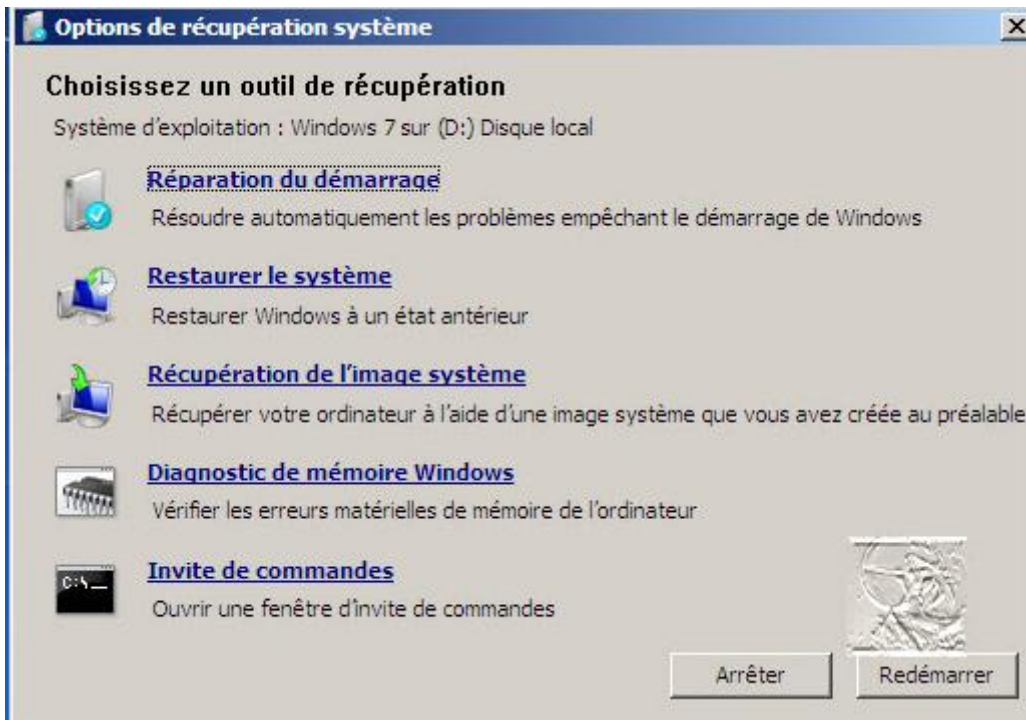 Options de récupération système
Choisissez un outil de récupération
Système d'exploitation : Windows 7 sur (D:) Disque local
Réparation du démarrage
Résoudre automatiquement les problèmes empêchant le démarrage de Windows
Restaurer le système
Restaurer Windows à un état antérieur
Récupération de l'image système
Récupérer votre ordinateur à l'aide d'une image système que vous avez créée au préalable
Diagnostic de mémoire Windows
Vérifier les erreurs matérielles de mémoire de l'ordinateur
C:\_
Invite de commandes
Ouvrir une fenêtre d'invite de commandes
Arrêter
Redémarrer